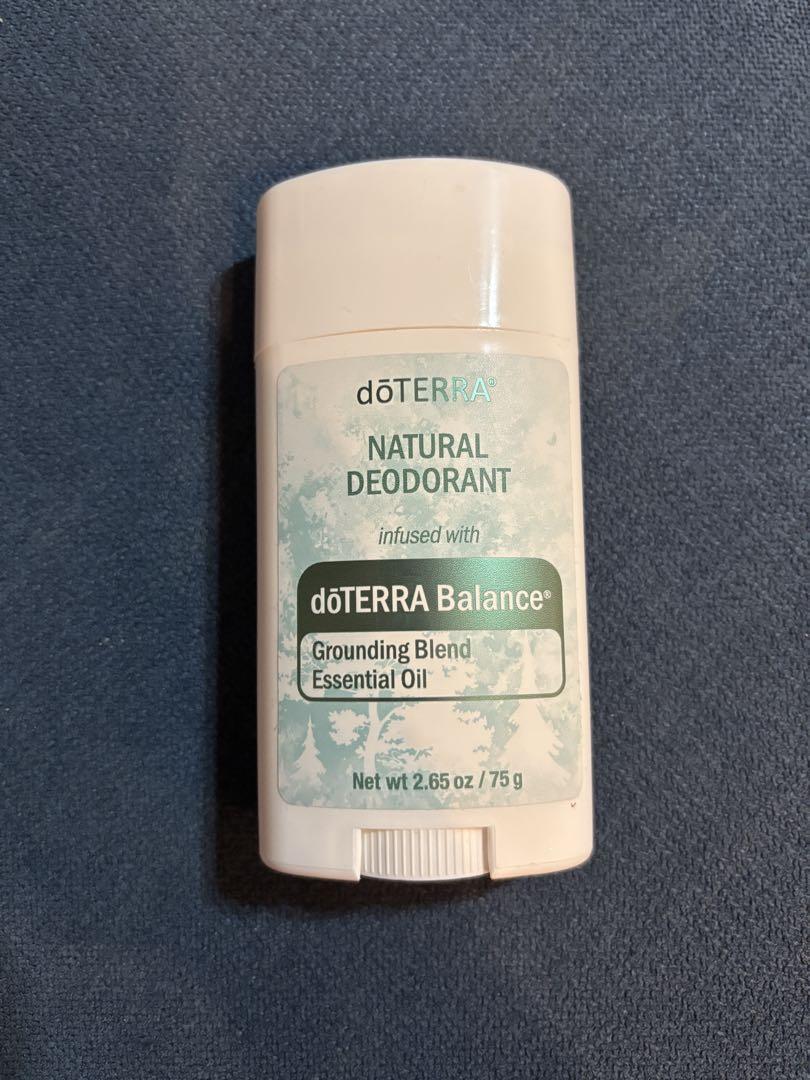 dōTERRA®
NATURAL
DEODORANT
infused with
dōTERRA Balance®
Grounding Blend
Essential Oil
Net wt 2.65 oz / 75 g